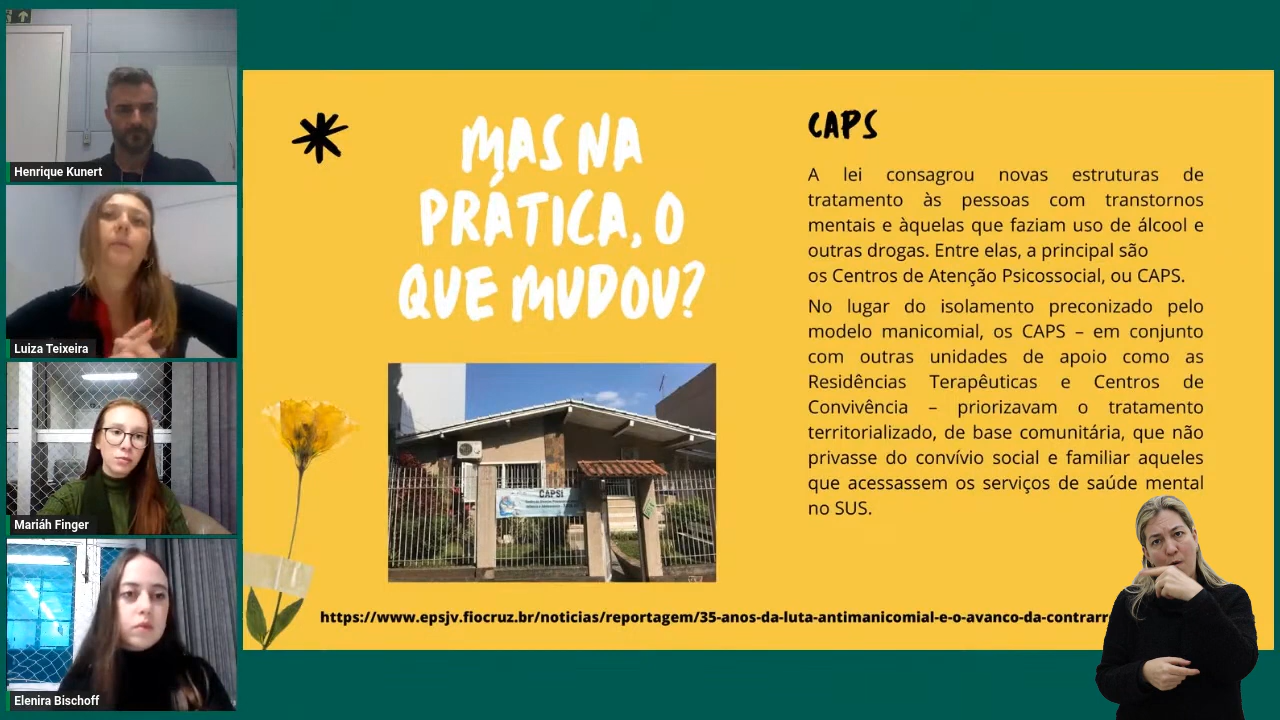 Henrique Kunert
Luiza Teixeira
Mariáh Finger
Elenira Bischoff
MAS NA
PRÁTICA, O
QUE MUDOU?
CAPSI
CAPS
A lei consagrou novas estruturas de
tratamento às pessoas com transtornos
mentais e àquelas que faziam uso de álcool e
outras drogas. Entre elas, a principal são
os Centros de Atenção Psicossocial, ou CAPS.
No lugar do isolamento preconizado pelo
modelo manicomial, os CAPS – em conjunto
com outras unidades de apoio como as
Residências Terapêuticas e Centros de
Convivência – priorizavam o tratamento
territorializado, de base comunitária, que não
privasse do convívio social e familiar aqueles
que acessassem os serviços de saúde mental
no SUS.
https://www.epsjv.fiocruz.br/noticias/reportagem/35-anos-da-luta-antimanicomial-e-o-avanco-da-contrarr